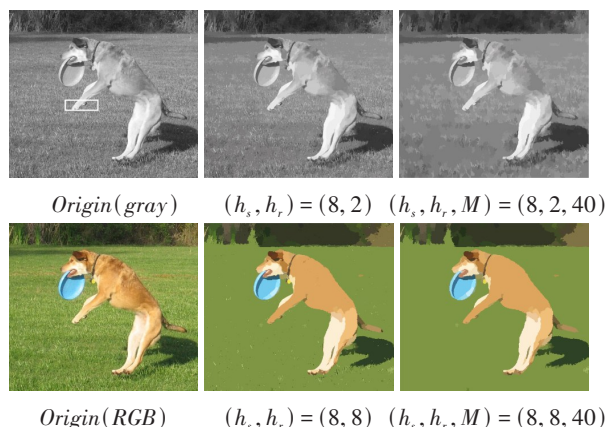 Origin(gray) (h_s, h_r) = (8, 2) (h_s, h_r, M) = (8, 2, 40)
Origin(RGB) (h_s, h_r) = (8, 8) (h_s, h_r, M) = (8, 8, 40)